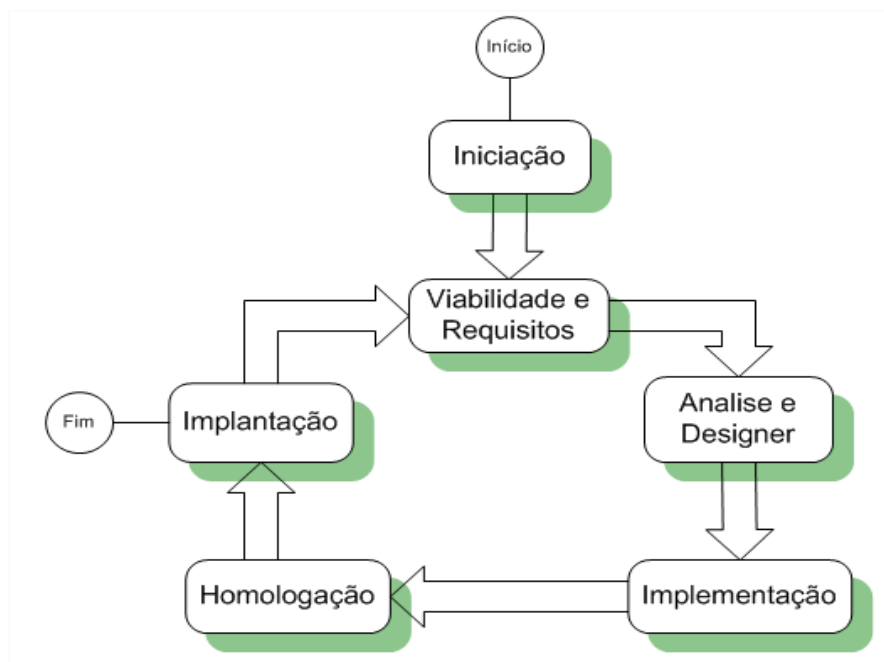 Início
Iniciação
Viabilidade e
Requisitos
Analise e
Designer
Implementação
Homologação
Implantação
Fim